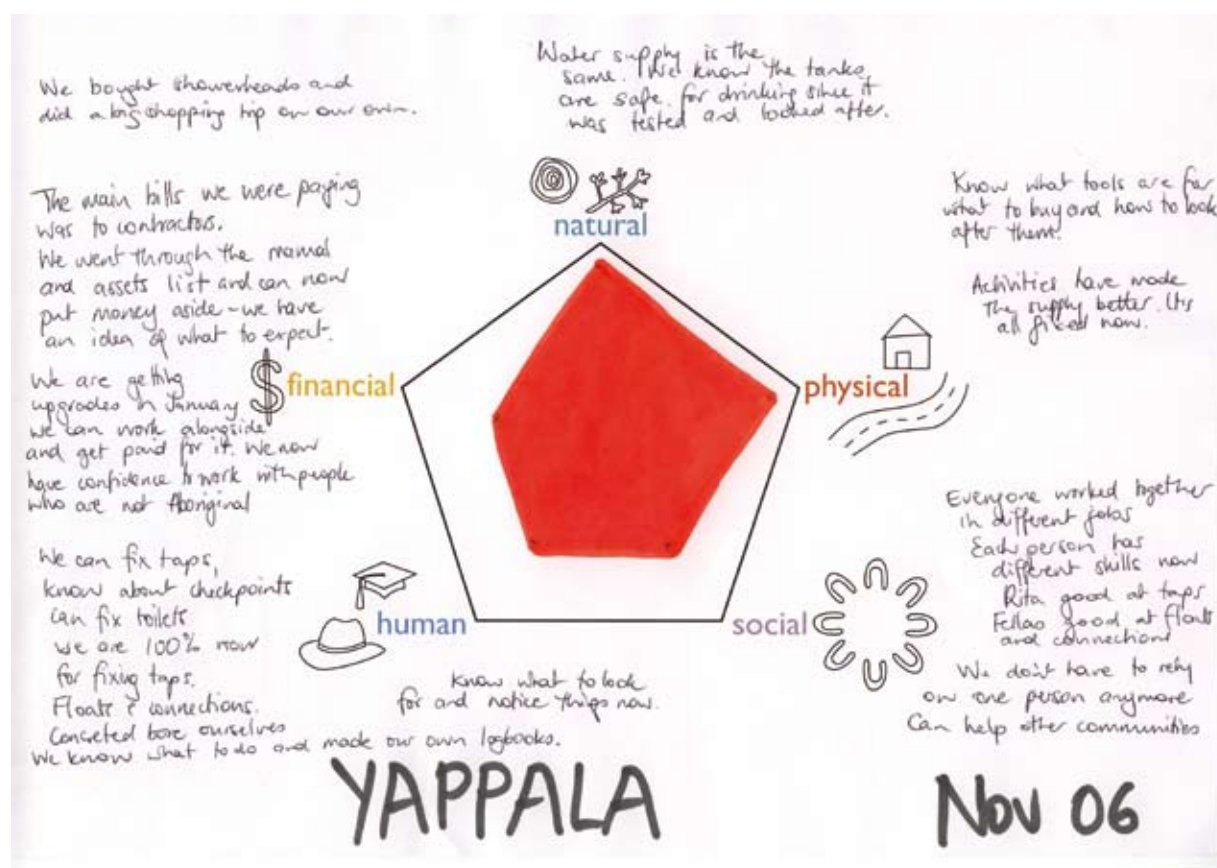 We bought showerheads and
did a big shopping trip on our own.
Water supply is the
same. We know the tanks
are safe for drinking since it
was tested and looked after.
The main bills we were paying
was to contractors.
We went through the manual
and assets list and can now
put money aside - we have
an idea of what to expect.
We are getting
upgrades in January
we can work alongside
and get paid for it. We now
have confidence to work with people
who are not Aboriginal
$ financial
natural
Know what tools are for
what to buy and how to look
after them.
Activities have made
the supply better. Its
all fixed now.
physical
We can fix taps,
know about checkpoints
can fix toilets
we are 100% now
for fixing taps.
Floats & connections.
Concreted bore ourselves
We know what to do and made our own logbooks.
human
Know what to look
for and notice things now.
social
Everyone worked together
in different jobs
Each person has
different skills now
Rita good at taps
Fellas good at floats
and connections
We don't have to rely
on one person anymore
Can help other communities
YAPPALA
Nov 06